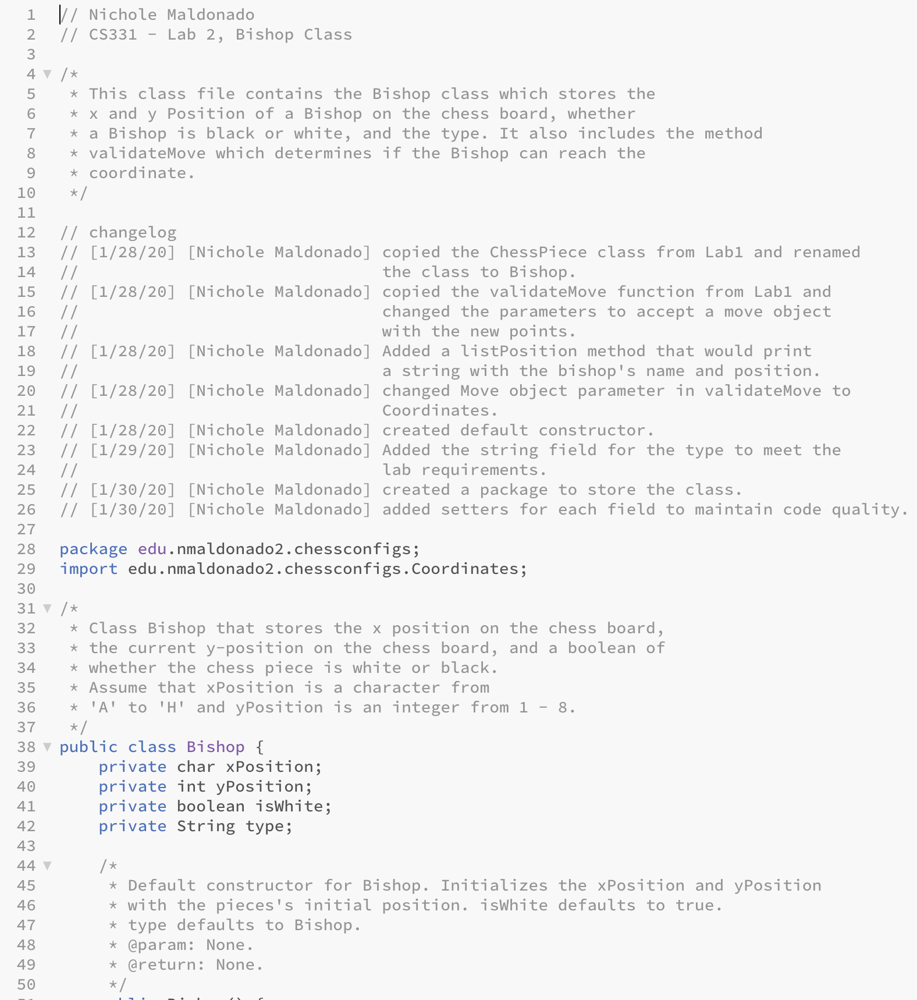 1 // Nichole Maldonado
2 // CS331 - Lab 2, Bishop Class
3
4 /*
5  * This class file contains the Bishop class which stores the
6  * x and y Position of a Bishop on the chess board, whether
7  * a Bishop is black or white, and the type. It also includes the method
8  * validateMove which determines if the Bishop can reach the
9  * coordinate.
10  */
11
12 // changelog
13 // [1/28/20] [Nichole Maldonado] copied the ChessPiece class from Lab1 and renamed
14 //                               the class to Bishop.
15 // [1/28/20] [Nichole Maldonado] copied the validateMove function from Lab1 and
16 //                               changed the parameters to accept a move object
17 //                               with the new points.
18 // [1/28/20] [Nichole Maldonado] Added a listPosition method that would print
19 //                               a string with the bishop's name and position.
20 // [1/28/20] [Nichole Maldonado] changed Move object parameter in validateMove to
21 //                               Coordinates.
22 // [1/28/20] [Nichole Maldonado] created default constructor.
23 // [1/29/20] [Nichole Maldonado] Added the string field for the type to meet the
24 //                               lab requirements.
25 // [1/30/20] [Nichole Maldonado] created a package to store the class.
26 // [1/30/20] [Nichole Maldonado] added setters for each field to maintain code quality.
27
28 package edu.nmaldonado2.chessconfigs;
29 import edu.nmaldonado2.chessconfigs.Coordinates;
30
31 /*
32  * Class Bishop that stores the x position on the chess board,
33  * the current y-position on the chess board, and a boolean of
34  * whether the chess piece is white or black.
35  * Assume that xPosition is a character from
36  * 'A' to 'H' and yPosition is an integer from 1 - 8.
37  */
38 public class Bishop {
39     private char xPosition;
40     private int yPosition;
41     private boolean isWhite;
42     private String type;
43
44     /*
45      * Default constructor for Bishop. Initializes the xPosition and yPosition
46      * with the pieces's initial position. isWhite defaults to true.
47      * type defaults to Bishop.
48      * @param: None.
49      * @return: None.
50      */